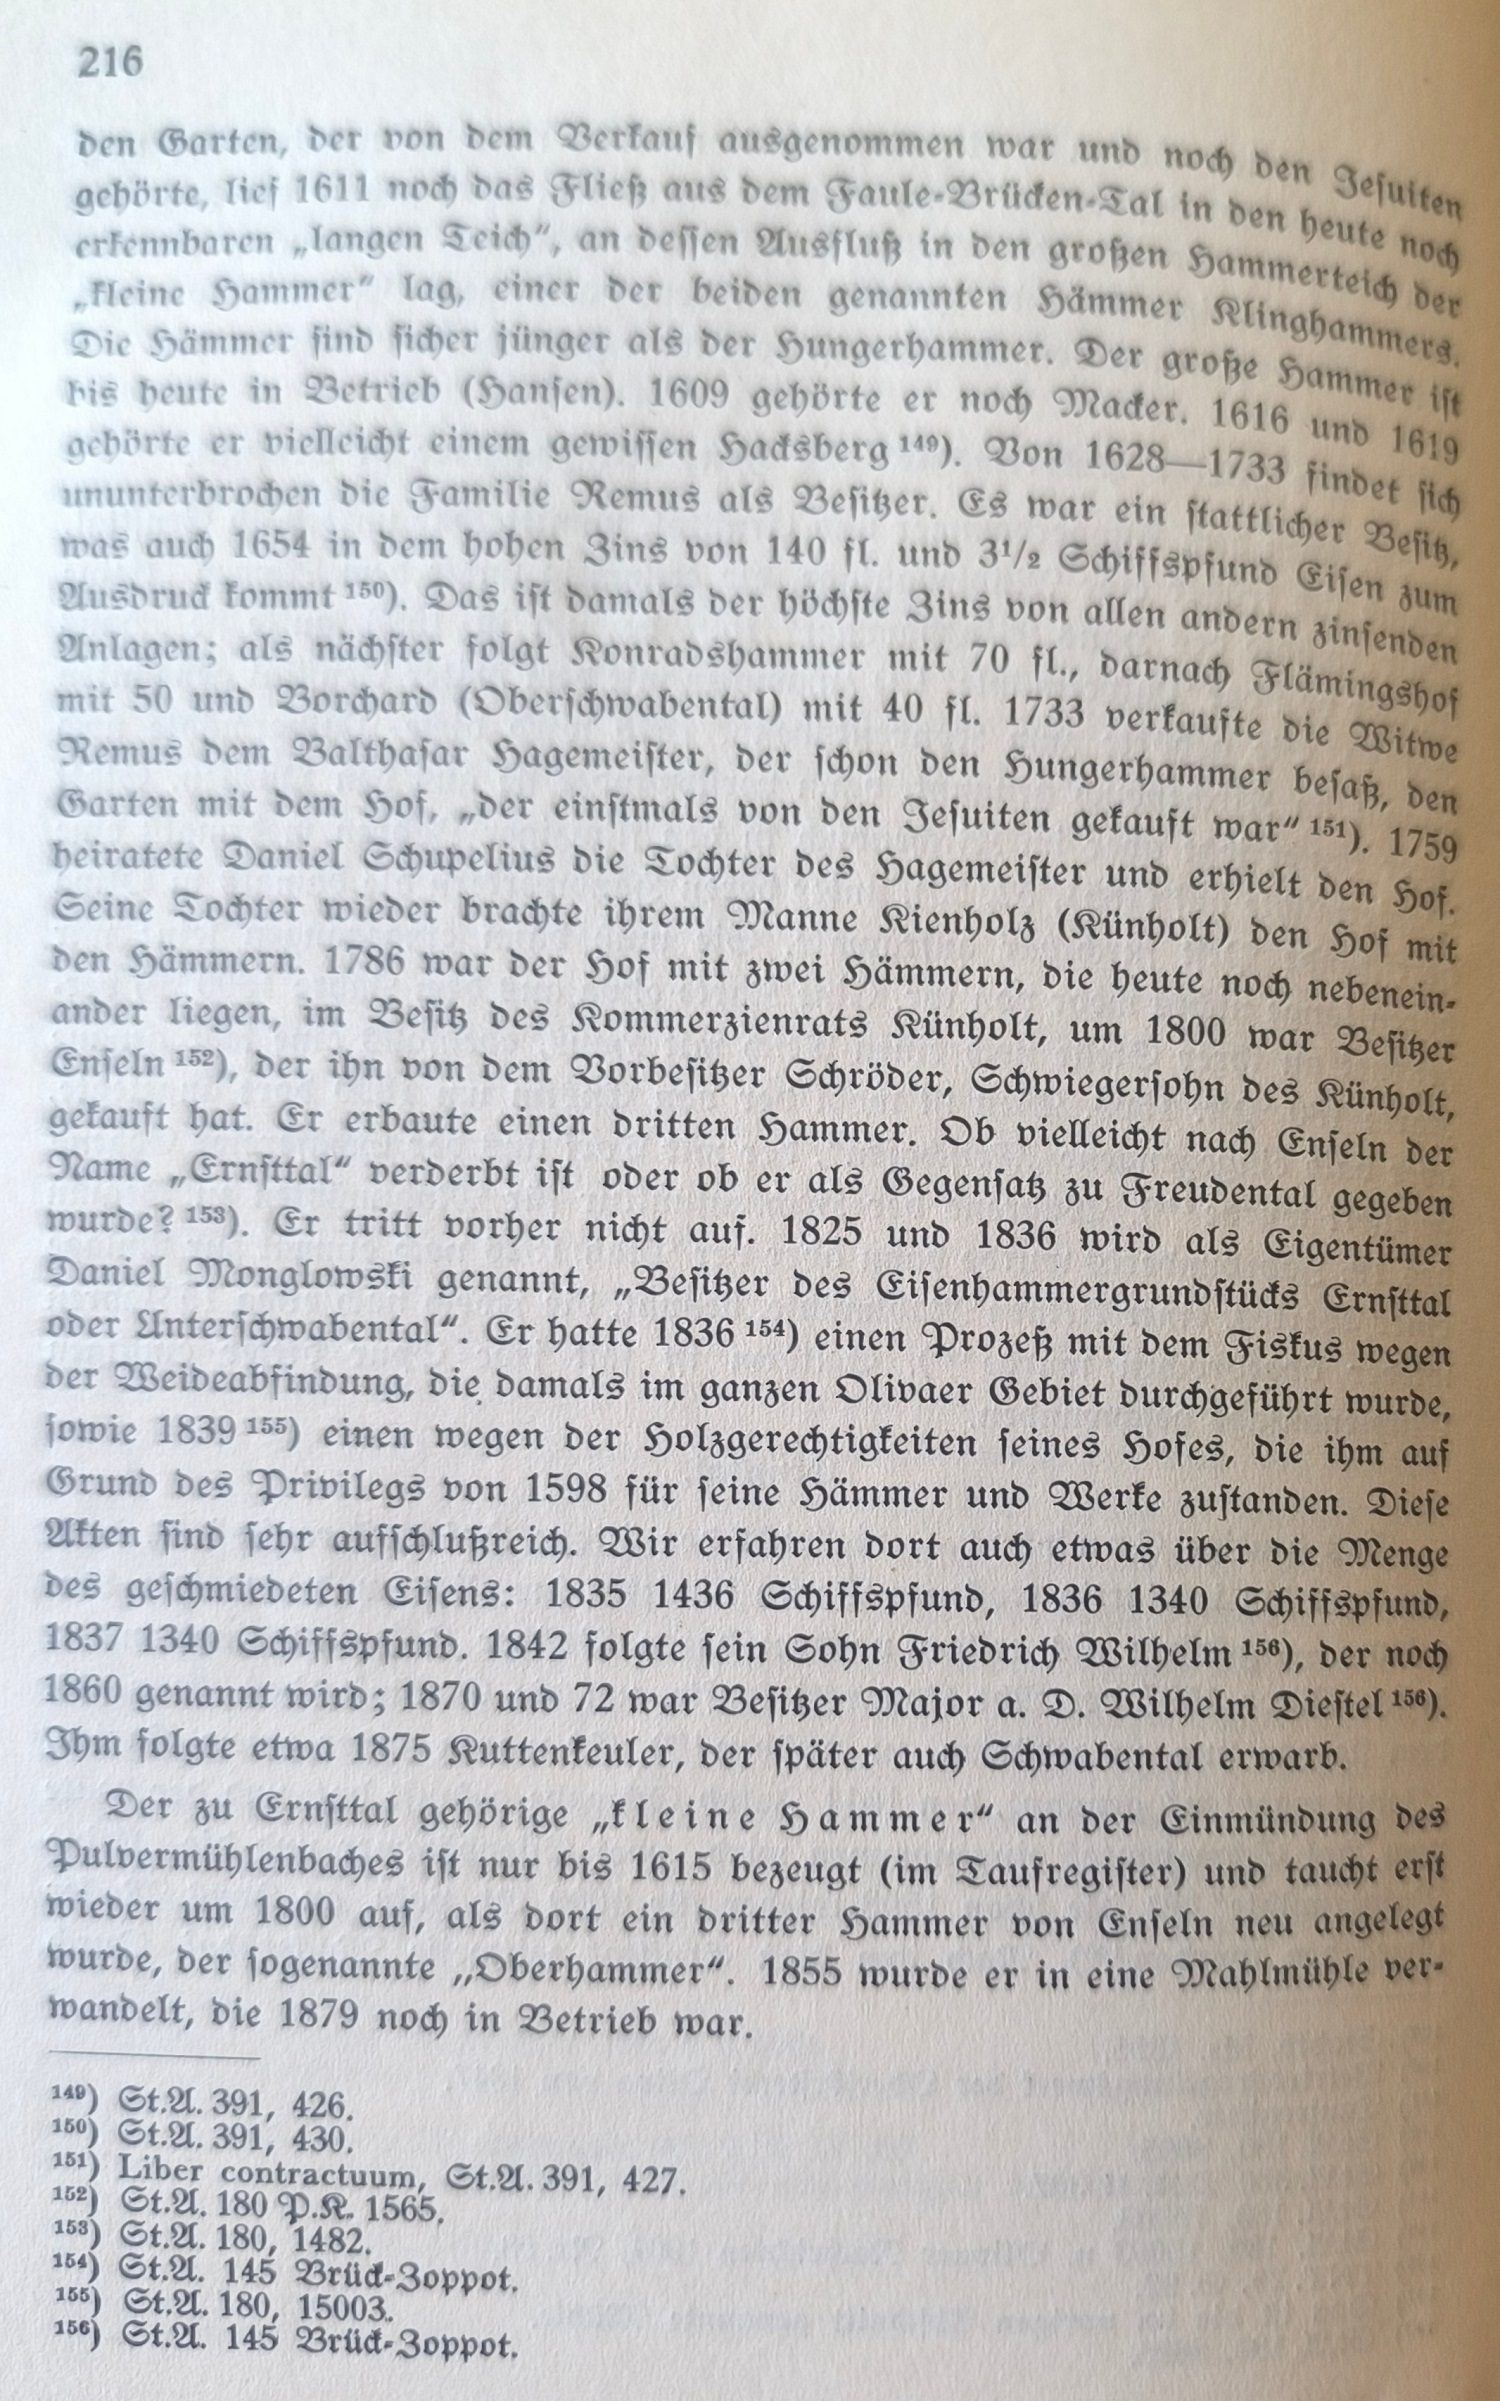 216
den Garten, der von dem Verkauf ausgenommen war und noch den Jesuiten
gehörte, lief 1611 noch das Fließ aus dem Faule-Brücken-Tal in den heute noch
erkennbaren „langen Teich“, an dessen Ausfluß in den großen Hammerteich der
„kleine Hammer“ lag, einer der beiden genannten Hämmer Klinghammers.
Die Hämmer sind sicher jünger als der Hungerhammer. Der große Hammer ist
bis heute in Betrieb (Hansen). 1609 gehörte er noch Macker. 1616 und 1619
gehörte er vielleicht einem gewissen Hacksberg ¹⁴⁹). Von 1628—1733 findet sich
ununterbrochen die Familie Remus als Besitzer. Es war ein stattlicher Besitz,
was auch 1654 in dem hohen Zins von 140 fl. und 3¹/₂ Schiffspfund Eisen zum
Ausdruck kommt ¹⁵⁰). Das ist damals der höchste Zins von allen andern zinsenden
Anlagen; als nächster folgt Konradshammer mit 70 fl., darnach Flämingshof
mit 50 und Borchard (Oberschwabental) mit 40 fl. 1733 verkaufte die Witwe
Remus dem Balthasar Hagemeister, der schon den Hungerhammer besaß, den
Garten mit dem Hof, „der einstmals von den Jesuiten gekauft war“ ¹⁵¹). 1759
heiratete Daniel Schupelius die Tochter des Hagemeister und erhielt den Hof.
Seine Tochter wieder brachte ihrem Manne Kienholz (Künholt) den Hof mit
den Hämmern. 1786 war der Hof mit zwei Hämmern, die heute noch nebenein-
ander liegen, im Besitz des Kommerzienrats Künholt, um 1800 war Besitzer
Enseln ¹⁵²), der ihn von dem Vorbesitzer Schröder, Schwiegersohn des Künholt,
gekauft hat. Er erbaute einen dritten Hammer. Ob vielleicht nach Enseln der
Name „Ernsttal“ verderbt ist oder ob er als Gegensatz zu Freudental gegeben
wurde? ¹⁵³). Er tritt vorher nicht auf. 1825 und 1836 wird als Eigentümer
Daniel Monglowski genannt, „Besitzer des Eisenhammergrundstücks Ernsttal
oder Unterschwabental“. Er hatte 1836 ¹⁵⁴) einen Prozeß mit dem Fiskus wegen
der Weideabfindung, die damals im ganzen Olivaer Gebiet durchgeführt wurde,
sowie 1839 ¹⁵⁵) einen wegen der Holzgerechtigkeiten seines Hofes, die ihm auf
Grund des Privilegs von 1598 für seine Hämmer und Werke zustanden. Diese
Akten sind sehr aufschlußreich. Wir erfahren dort auch etwas über die Menge
des geschmiedeten Eisens: 1835 1436 Schiffspfund, 1836 1340 Schiffspfund,
1837 1340 Schiffspfund. 1842 folgte sein Sohn Friedrich Wilhelm ¹⁵⁶), der noch
1860 genannt wird; 1870 und 72 war Besitzer Major a. D. Wilhelm Diestel ¹⁵⁶).
Ihm folgte etwa 1875 Kuttenkeuler, der später auch Schwabental erwarb.
Der zu Ernsttal gehörige „kleine Hammer“ an der Einmündung des
Pulvermühlenbaches ist nur bis 1615 bezeugt (im Taufregister) und taucht erst
wieder um 1800 auf, als dort ein dritter Hammer von Enseln neu angelegt
wurde, der sogenannte „Oberhammer“. 1855 wurde er in eine Mahlmühle ver-
wandelt, die 1879 noch in Betrieb war.
¹⁴⁹) St.A. 391, 426.
¹⁵⁰) St.A. 391, 430.
¹⁵¹) Liber contractuum, St.A. 391, 427.
¹⁵²) St.A. 180 P.K. 1565.
¹⁵³) St.A. 180, 1482.
¹⁵⁴) St.A. 145 Brück-Zoppot.
¹⁵⁵) St.A. 180, 15003.
¹⁵⁶) St.A. 145 Brück-Zoppot.